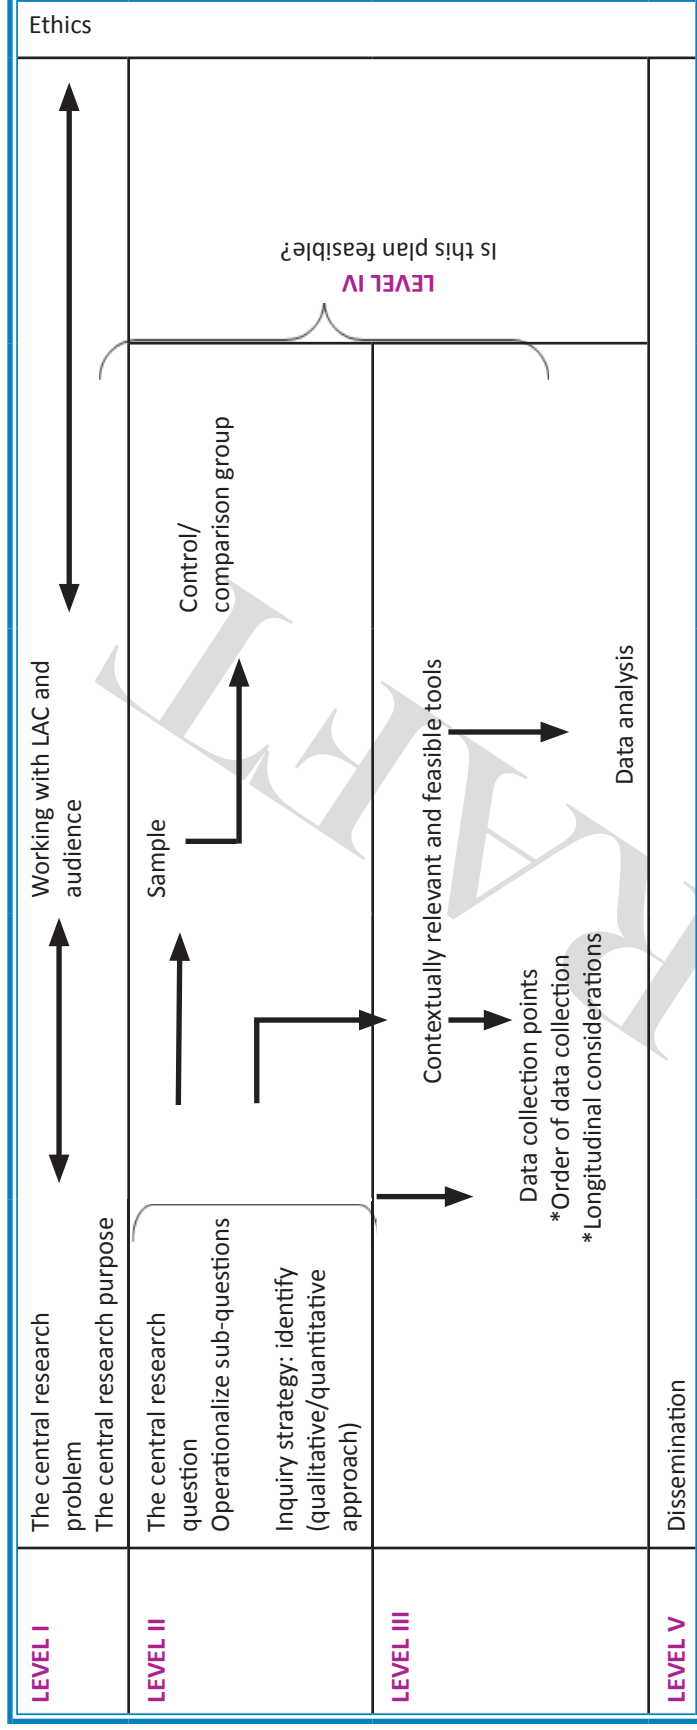 LEVEL I
The central research
problem
The central research purpose
Working with LAC and
audience
Ethics
LEVEL II
The central research
question
Operationalize sub-questions
Inquiry strategy: identify
(qualitative/quantitative
approach)
Sample
Control/
comparison group
LEVEL IV
Is this plan feasible?
LEVEL III
Contextually relevant and feasible tools
Data collection points
*Order of data collection
*Longitudinal considerations
Data analysis
LEVEL V
Dissemination
RAFT